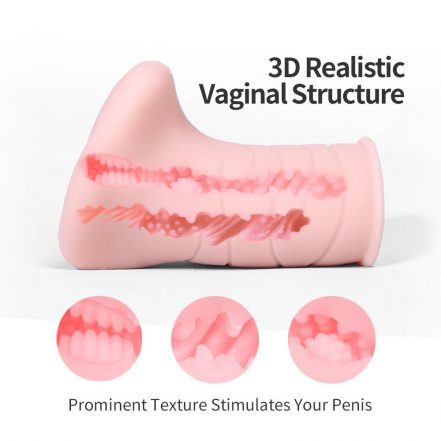 3D Realistic
Vaginal Structure
Prominent Texture Stimulates Your Penis